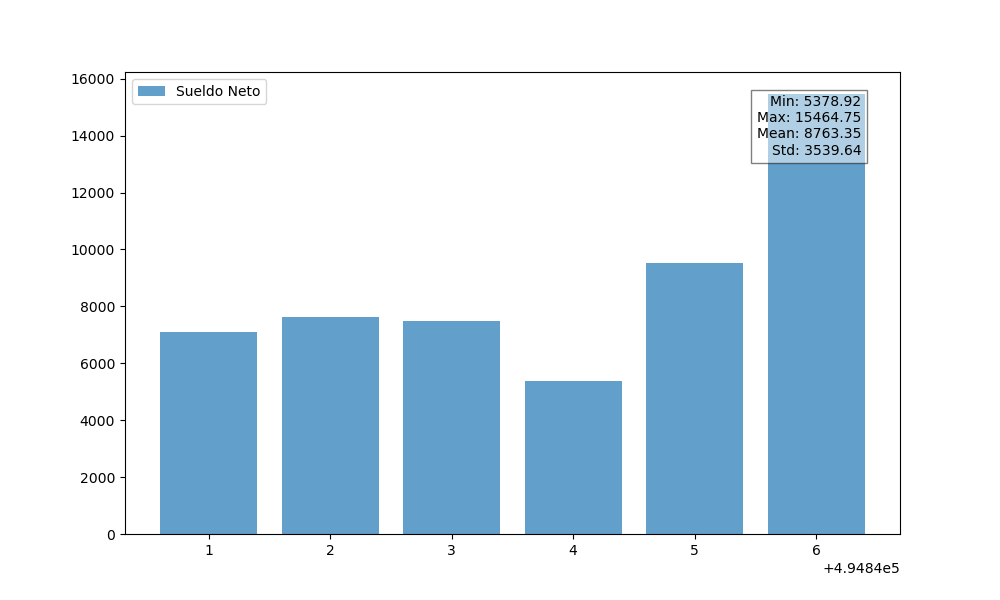 16000
14000
12000
10000
8000
6000
4000
2000
0
Sueldo Neto
Min: 5378.92
Max: 15464.75
Mean: 8763.35
Std: 3539.64
1 2 3 4 5 6
+4.9484e5